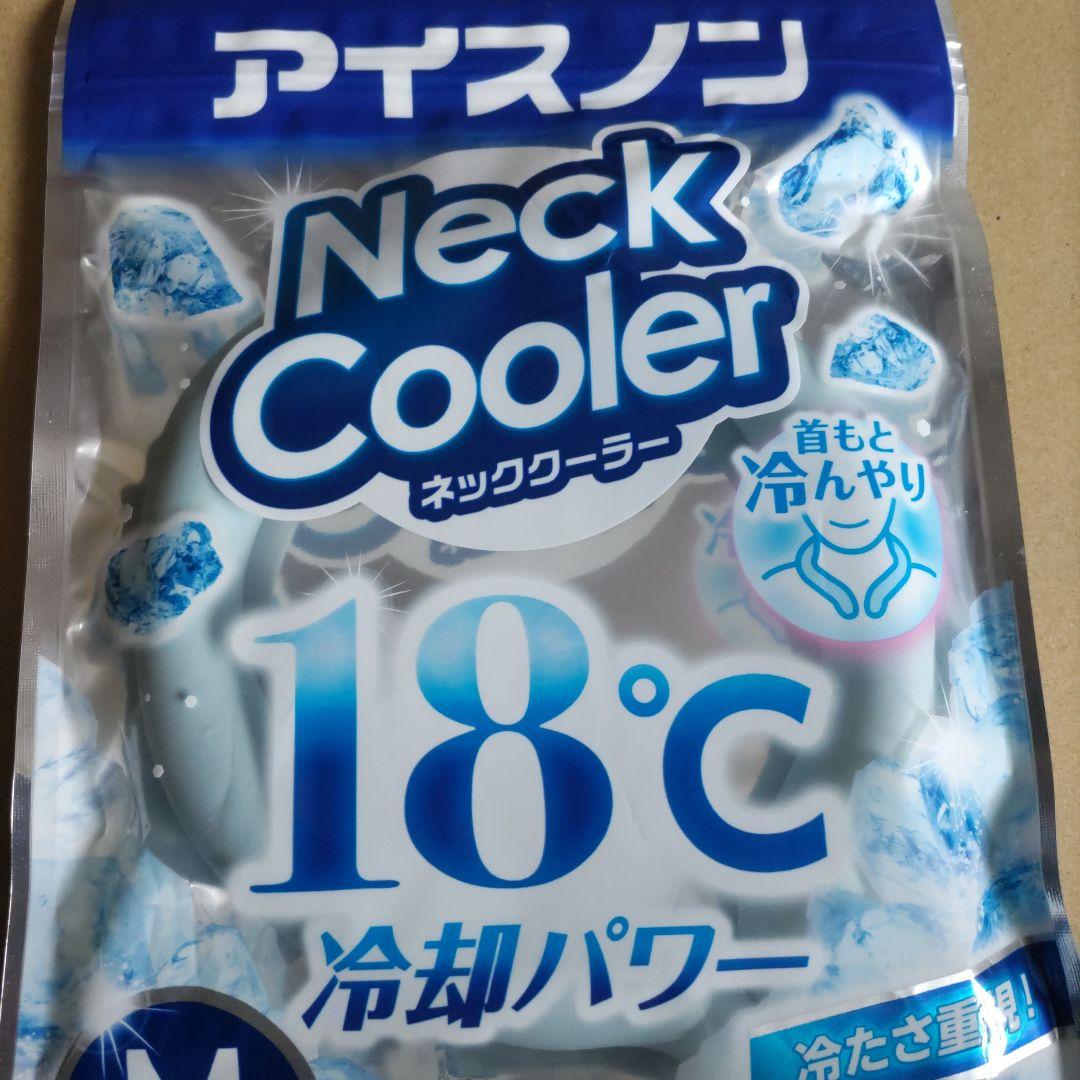 アイスノン
Neck
Cooler
ネッククーラー
首もと
冷んやり
18℃
冷却パワー
冷たさ重視!
M